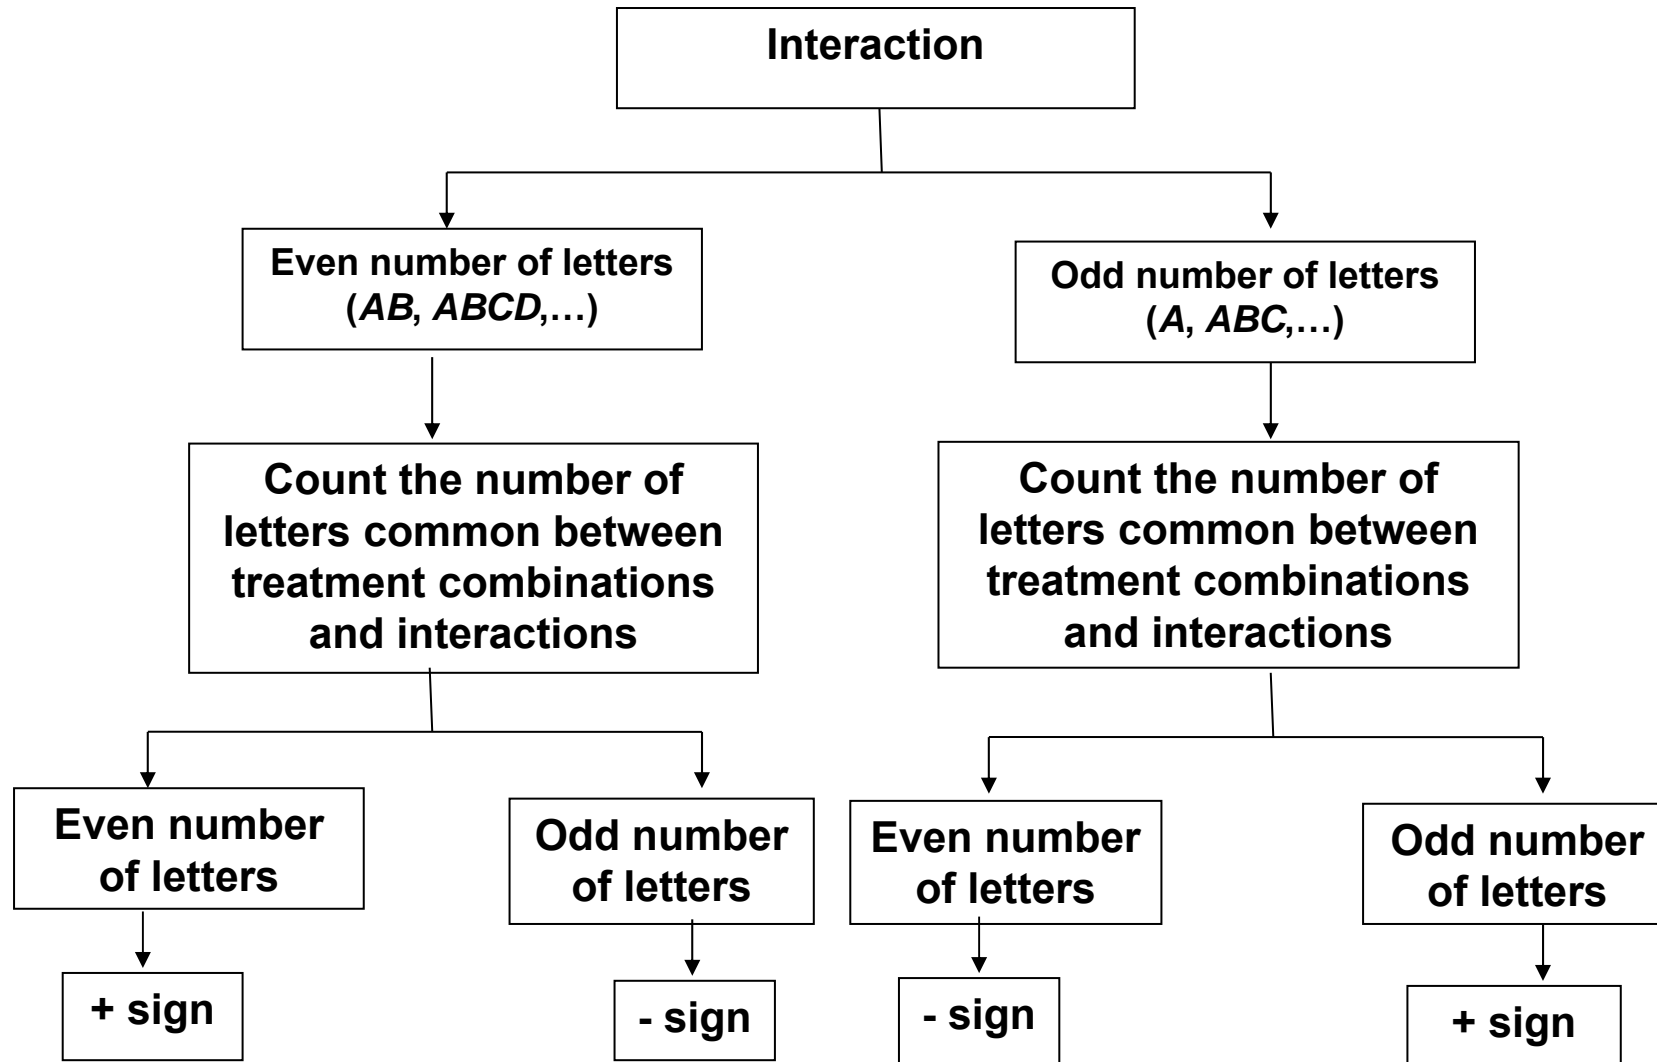 Interaction
Even number of letters
(AB, ABCD,…)
Odd number of letters
(A, ABC,…)
Count the number of
letters common between
treatment combinations
and interactions
Count the number of
letters common between
treatment combinations
and interactions
Even number
of letters
Odd number
of letters
Even number
of letters
Odd number
of letters
+ sign
- sign
- sign
+ sign